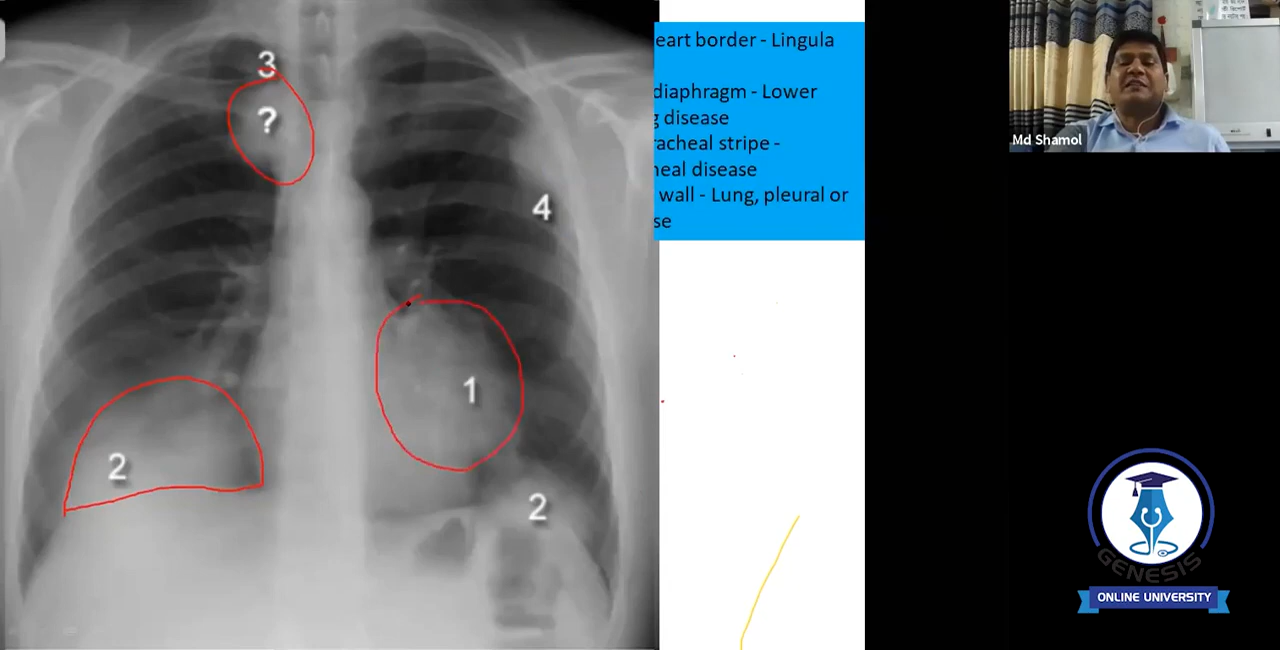 3
?
4
1
2
2
eart border - Lingula
diaphragm - Lower
g disease
racheal stripe -
heal disease
wall - Lung, pleural or
se
Md Shamol
GENESIS
ONLINE UNIVERSITY